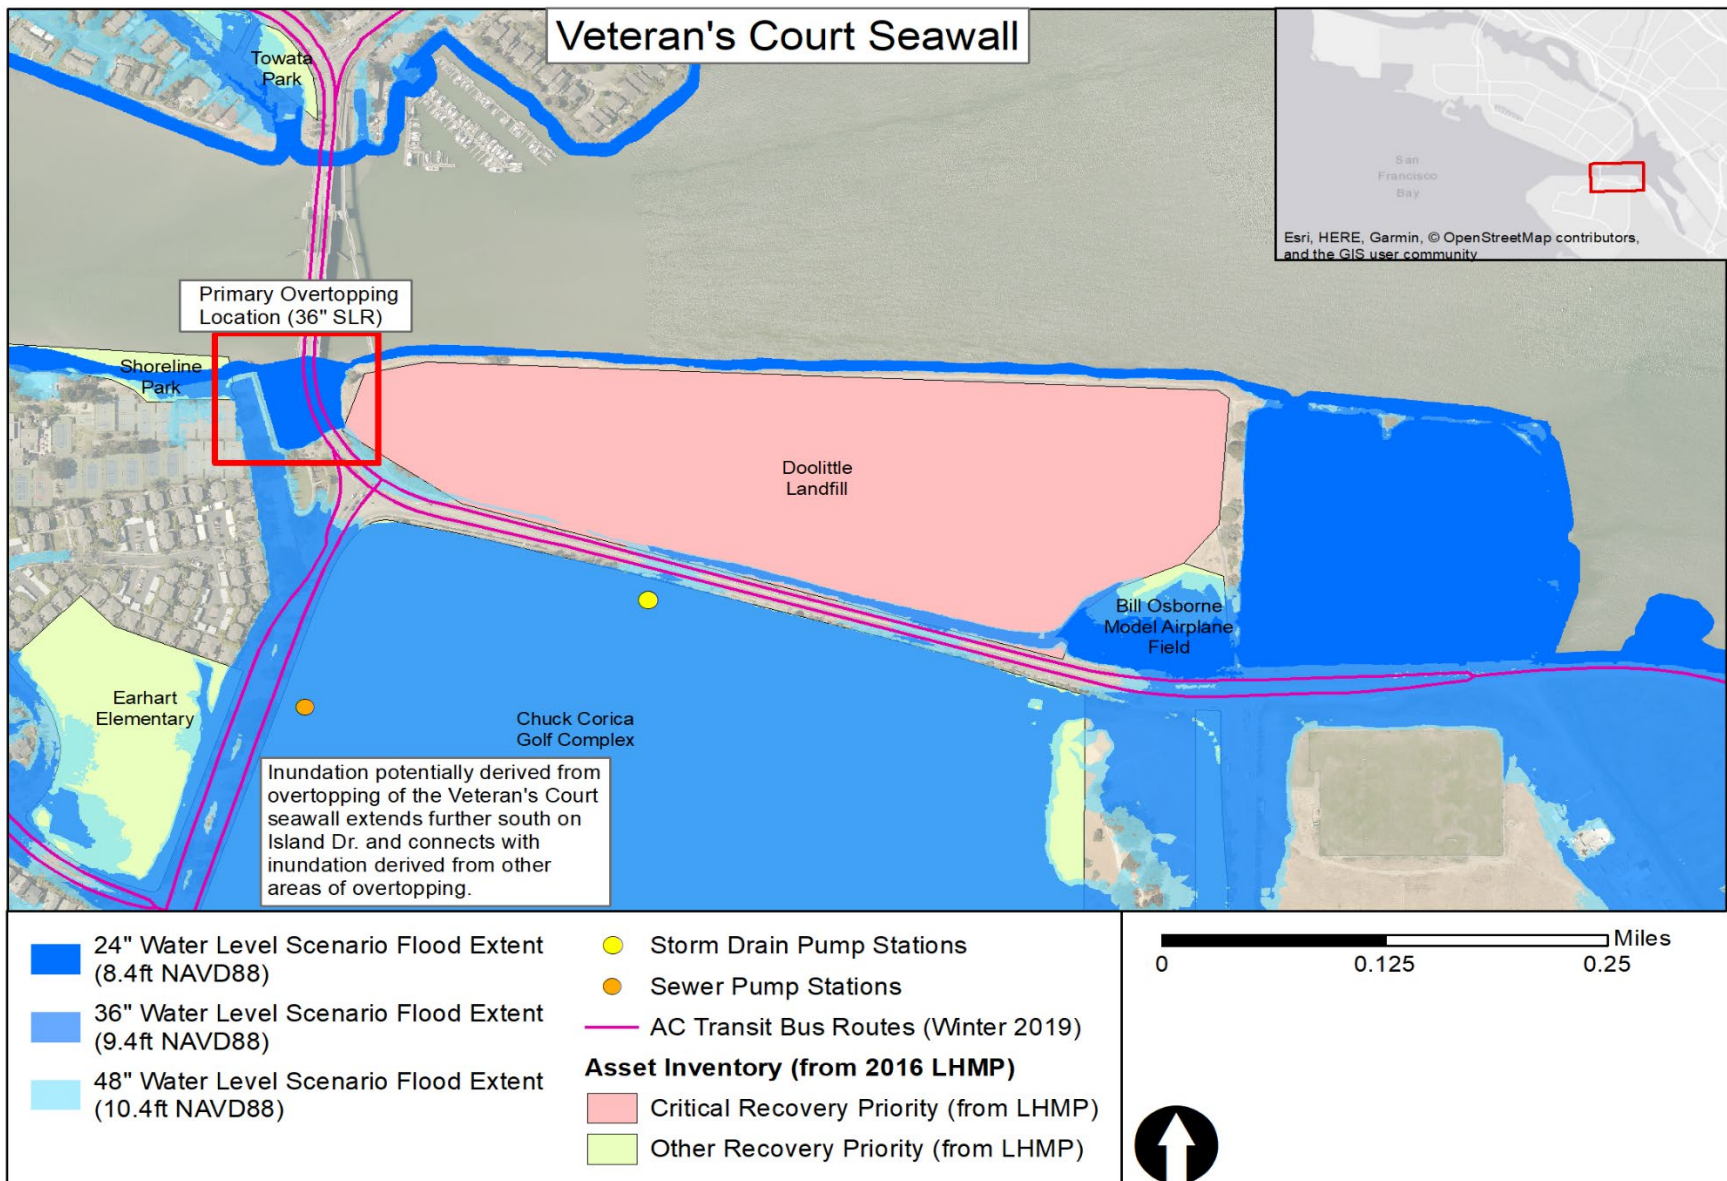 Veteran's Court Seawall
Towata
Park
San
Francisco
Bay
Esri, HERE, Garmin, © OpenStreetMap contributors,
and the GIS user community
Primary Overtopping
Location (36" SLR)
Shoreline
Park
Doolittle
Landfill
Bill Osborne
Model Airplane
Field
Earhart
Elementary
Chuck Corica
Golf Complex
Inundation potentially derived from
overtopping of the Veteran's Court
seawall extends further south on
Island Dr. and connects with
inundation derived from other
areas of overtopping.
24" Water Level Scenario Flood Extent
(8.4ft NAVD88)
36" Water Level Scenario Flood Extent
(9.4ft NAVD88)
48" Water Level Scenario Flood Extent
(10.4ft NAVD88)
Storm Drain Pump Stations
Sewer Pump Stations
AC Transit Bus Routes (Winter 2019)
Asset Inventory (from 2016 LHMP)
Critical Recovery Priority (from LHMP)
Other Recovery Priority (from LHMP)
Miles
0 0.125 0.25